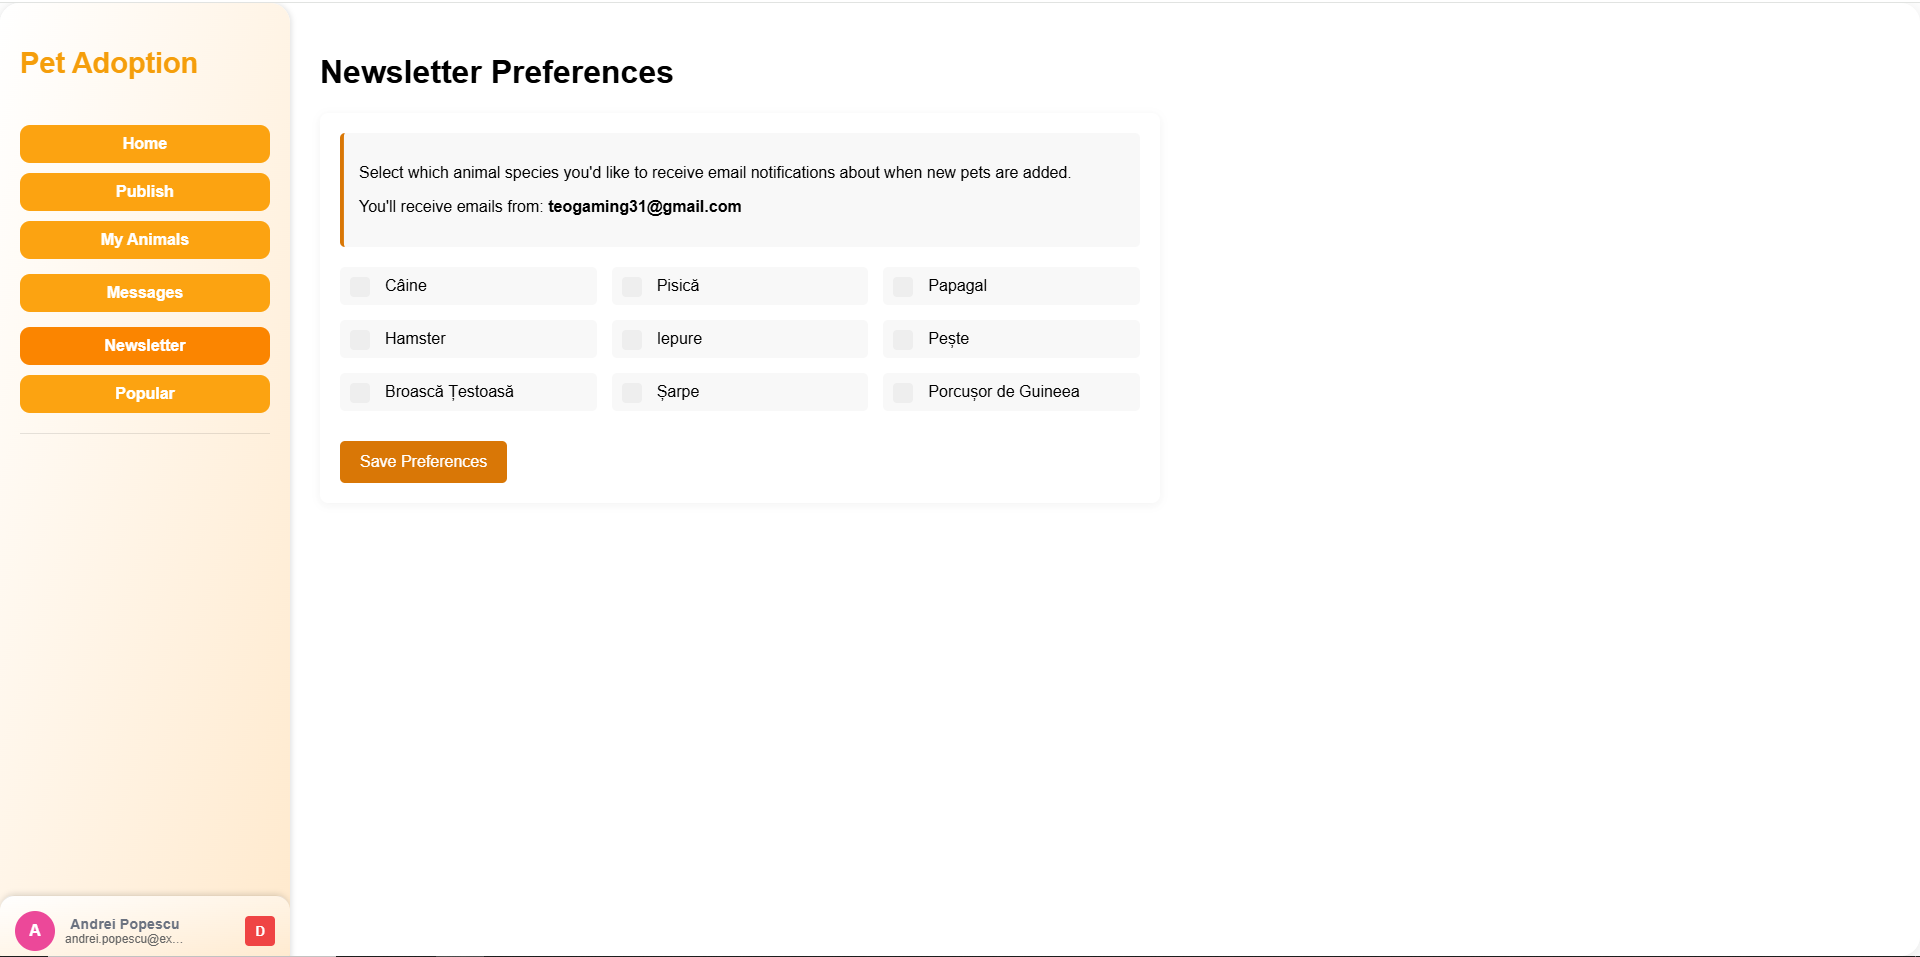 Pet Adoption
Home
Publish
My Animals
Messages
Newsletter
Popular
A
Andrei Popescu
andrei.popescu@ex...
D
Newsletter Preferences
Select which animal species you'd like to receive email notifications about when new pets are added.
You'll receive emails from: teogaming31@gmail.com
Câine
Pisică
Papagal
Hamster
Iepure
Pește
Broască Țestoasă
Șarpe
Porcușor de Guineea
Save Preferences